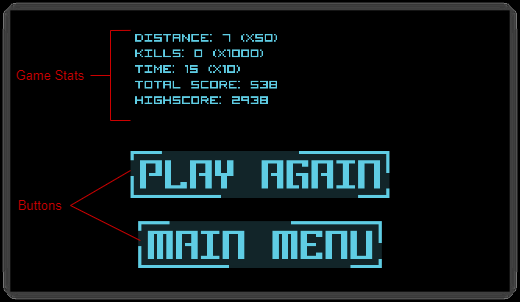 DISTANCE: 7 (X50)
KILLS: 0 (X1000)
Game Stats
TIME: 15 (X10)
TOTAL SCORE: 538
HIGHSCORE: 2938
PLAY AGAIN
Buttons
MAIN MENU